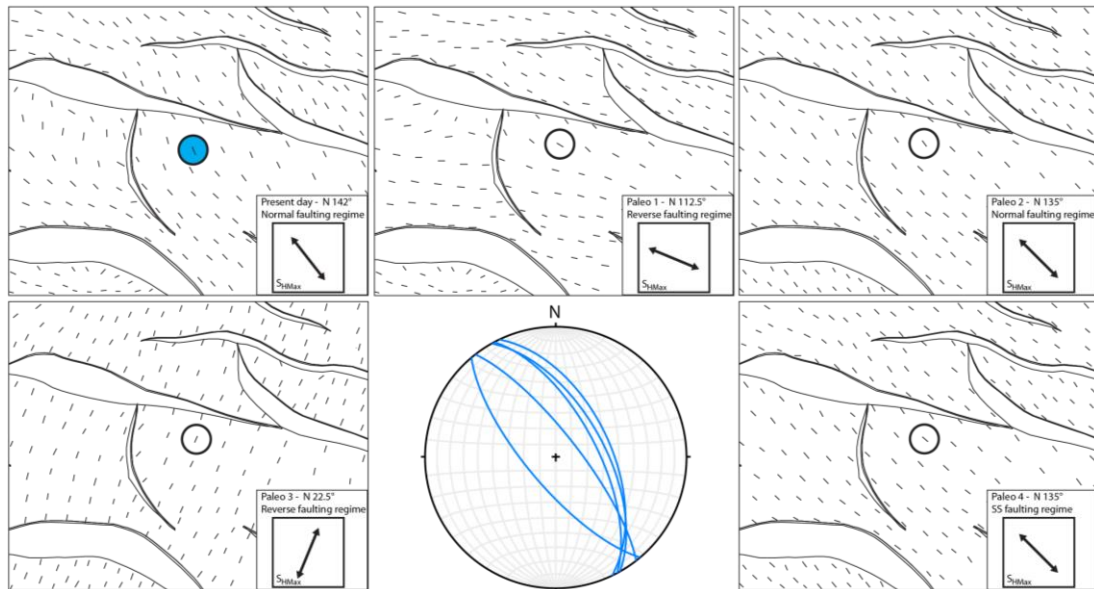 Present day - N 142°
Normal faulting regime
SHMax
Paleo 1 - N 112.5°
Reverse faulting regime
SHMax
Paleo 2 - N 135°
Normal faulting regime
SHMax
Paleo 3 - N 22.5°
Reverse faulting regime
SHMax
N
Paleo 4 - N 135°
SS faulting regime
SHMax